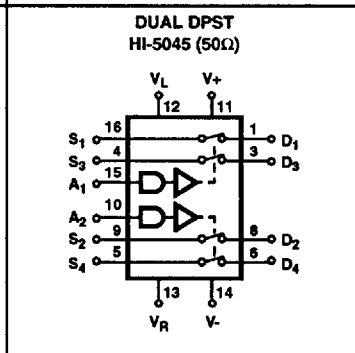 DUAL DPST
HI-5045 (50Ω)
VL V+
12 11
S1 16 1 D1
S3 4 3 D3
A1 15
A2 10
S2 9 8 D2
S4 5 6 D4
13 14
VR V-